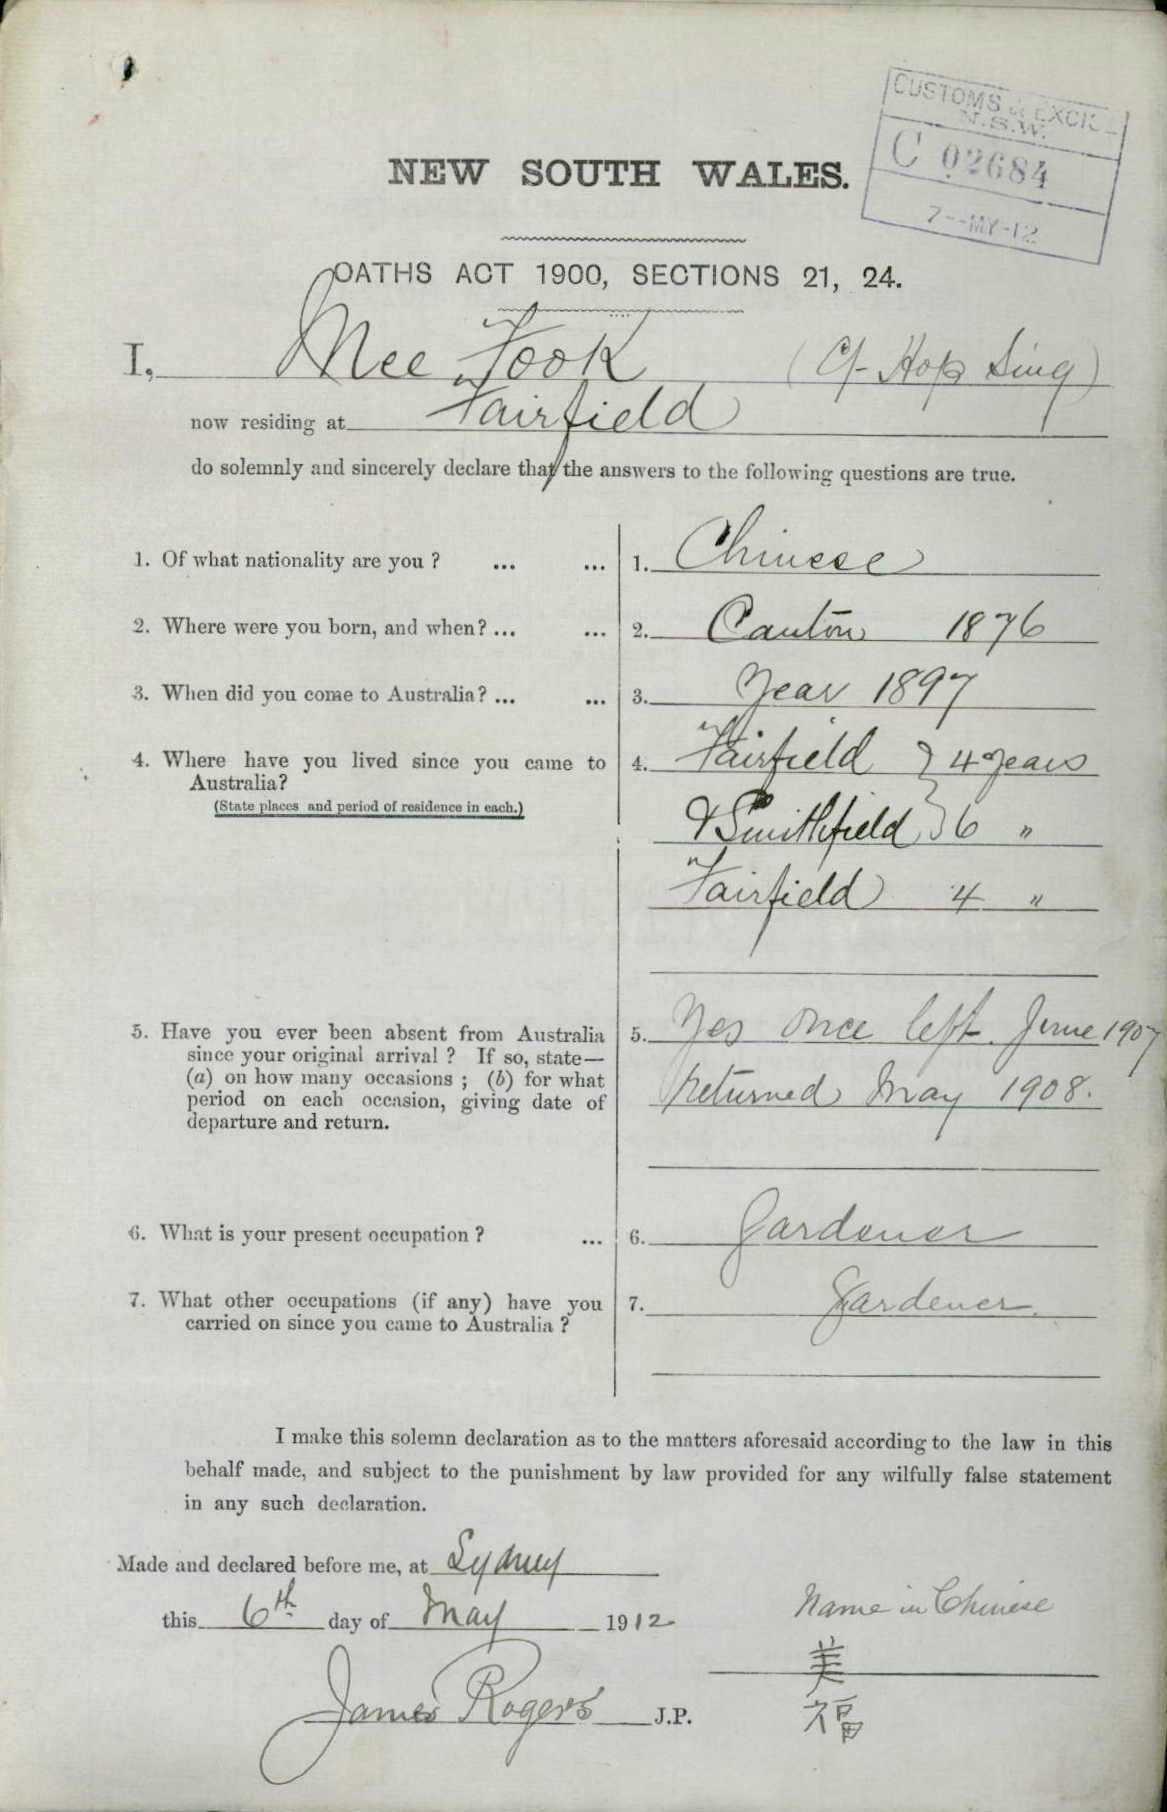 CUSTOMS & EXCISE
N.S.W.
C 02684
7--MY-12
NEW SOUTH WALES.
OATHS ACT 1900, SECTIONS 21, 24.
I, Mee Fook (C/- Hop Sing)
now residing at Fairfield
do solemnly and sincerely declare that the answers to the following questions are true.
1. Of what nationality are you ? ... ... 1. Chinese
2. Where were you born, and when? ... ... 2. Canton 1876
3. When did you come to Australia? ... ... 3. Year 1897
4. Where have you lived since you came to 4. Fairfield } 4 years
Australia?
(State places and period of residence in each.)
& Smithfield } 6 "
Fairfield 4 "
5. Have you ever been absent from Australia 5. Yes once left June 1907
since your original arrival ? If so, state—
(a) on how many occasions ; (b) for what returned May 1908.
period on each occasion, giving date of
departure and return.
6. What is your present occupation ? ... 6. Gardener
7. What other occupations (if any) have you 7. Gardener.
carried on since you came to Australia ?
I make this solemn declaration as to the matters aforesaid according to the law in this
behalf made, and subject to the punishment by law provided for any wilfully false statement
in any such declaration.
Made and declared before me, at Sydney
this 6th day of May 1912.
Name in Chinese
美
福
James Rogers J.P.